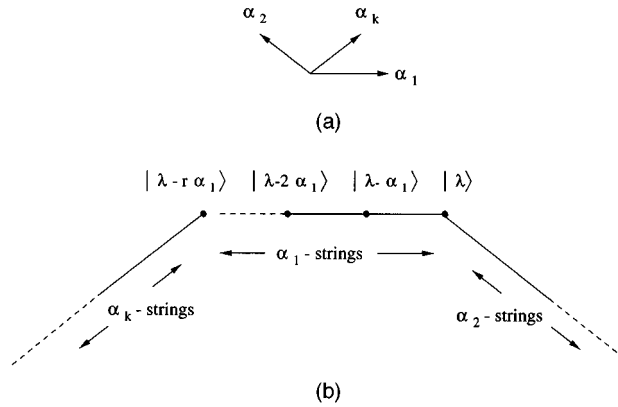 α 2
α k
α 1
(a)
| λ - r α 1 ⟩ | λ-2 α 1 ⟩ | λ- α 1 ⟩ | λ⟩
α 1 - strings
α k - strings
α 2 - strings
(b)